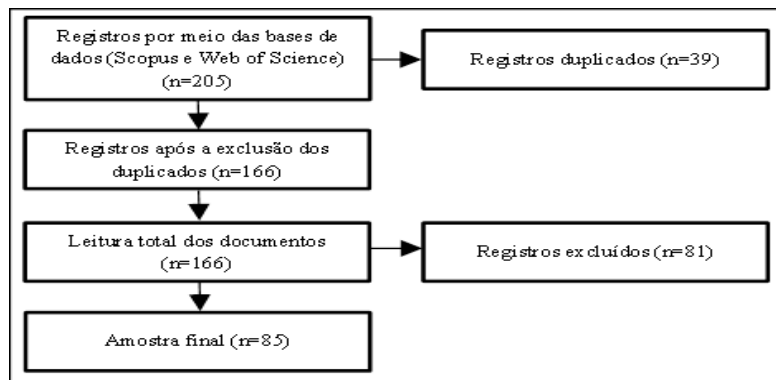 Registros por meio das bases de
dados (Scopus e Web of Science)
(n=205)
Registros duplicados (n=39)
Registros após a exclusão dos
duplicados (n=166)
Leitura total dos documentos
(n=166)
Registros excluídos (n=81)
Amostra final (n=85)